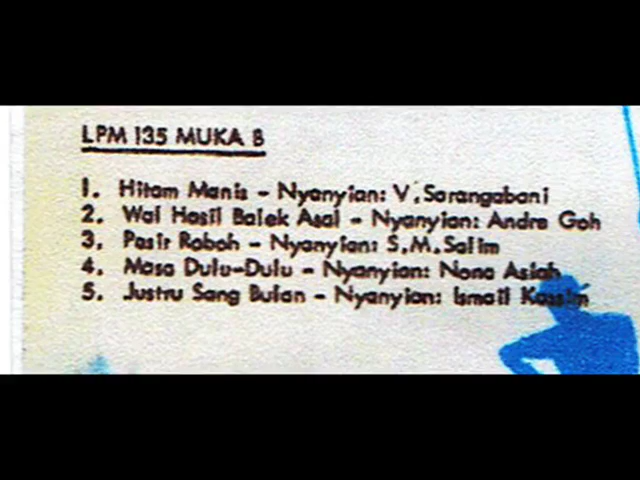 LPM 135 MUKA B
1. Hitam Manis - Nyanyian: V. Sarangabani
2. Wal Hasil Balek Asal - Nyanyian: Andre Goh
3. Pasir Roboh - Nyanyian: S.M. Salim
4. Masa Dulu-Dulu - Nyanyian: Nona Asiah
5. Justru Sang Bulan - Nyanyian: Ismail Kassim